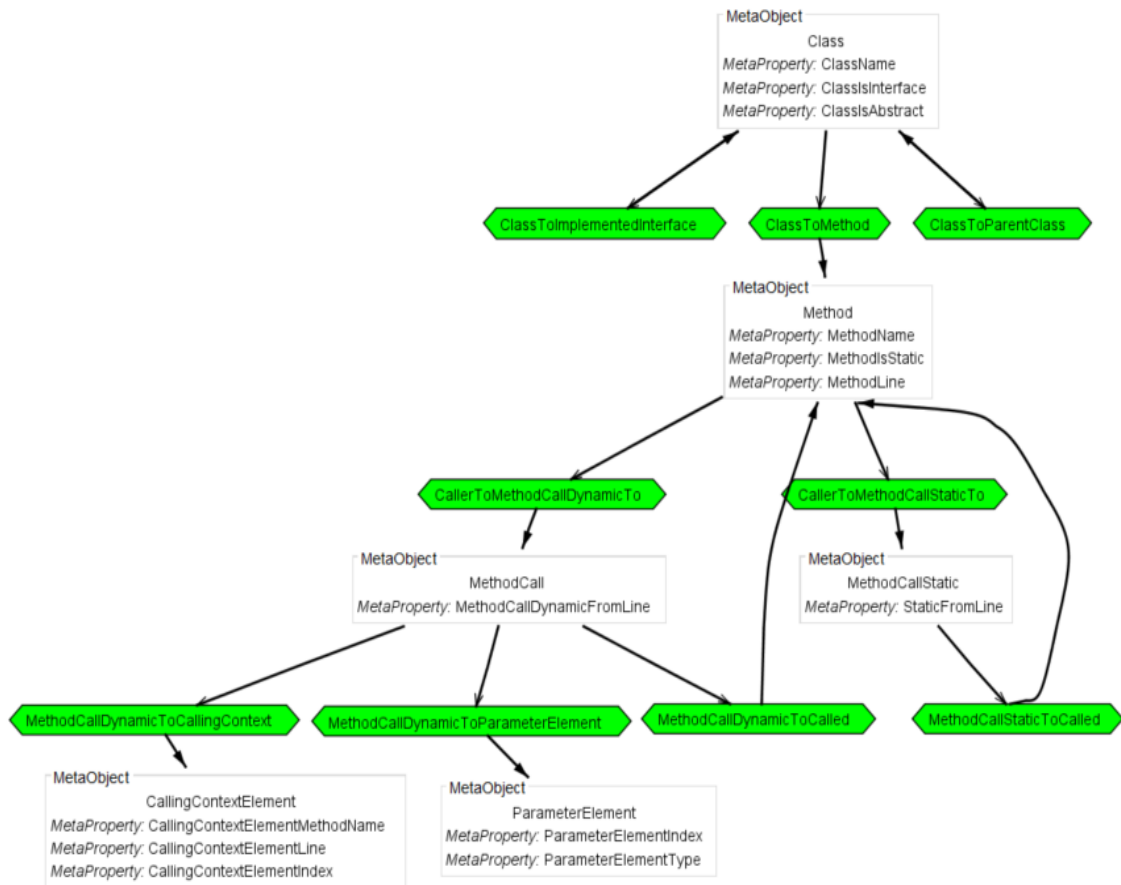 MetaObject
Class
MetaProperty: ClassName
MetaProperty: ClassIsInterface
MetaProperty: ClassIsAbstract
ClassToImplementedInterface
ClassToMethod
ClassToParentClass
MetaObject
Method
MetaProperty: MethodName
MetaProperty: MethodIsStatic
MetaProperty: MethodLine
CallerToMethodCallDynamicTo
CallerToMethodCallStaticTo
MetaObject
MethodCall
MetaProperty: MethodCallDynamicFromLine
MetaObject
MethodCallStatic
MetaProperty: StaticFromLine
MethodCallDynamicToCallingContext
MethodCallDynamicToParameterElement
MethodCallDynamicToCalled
MethodCallStaticToCalled
MetaObject
CallingContextElement
MetaProperty: CallingContextElementMethodName
MetaProperty: CallingContextElementLine
MetaProperty: CallingContextElementIndex
MetaObject
ParameterElement
MetaProperty: ParameterElementIndex
MetaProperty: ParameterElementType